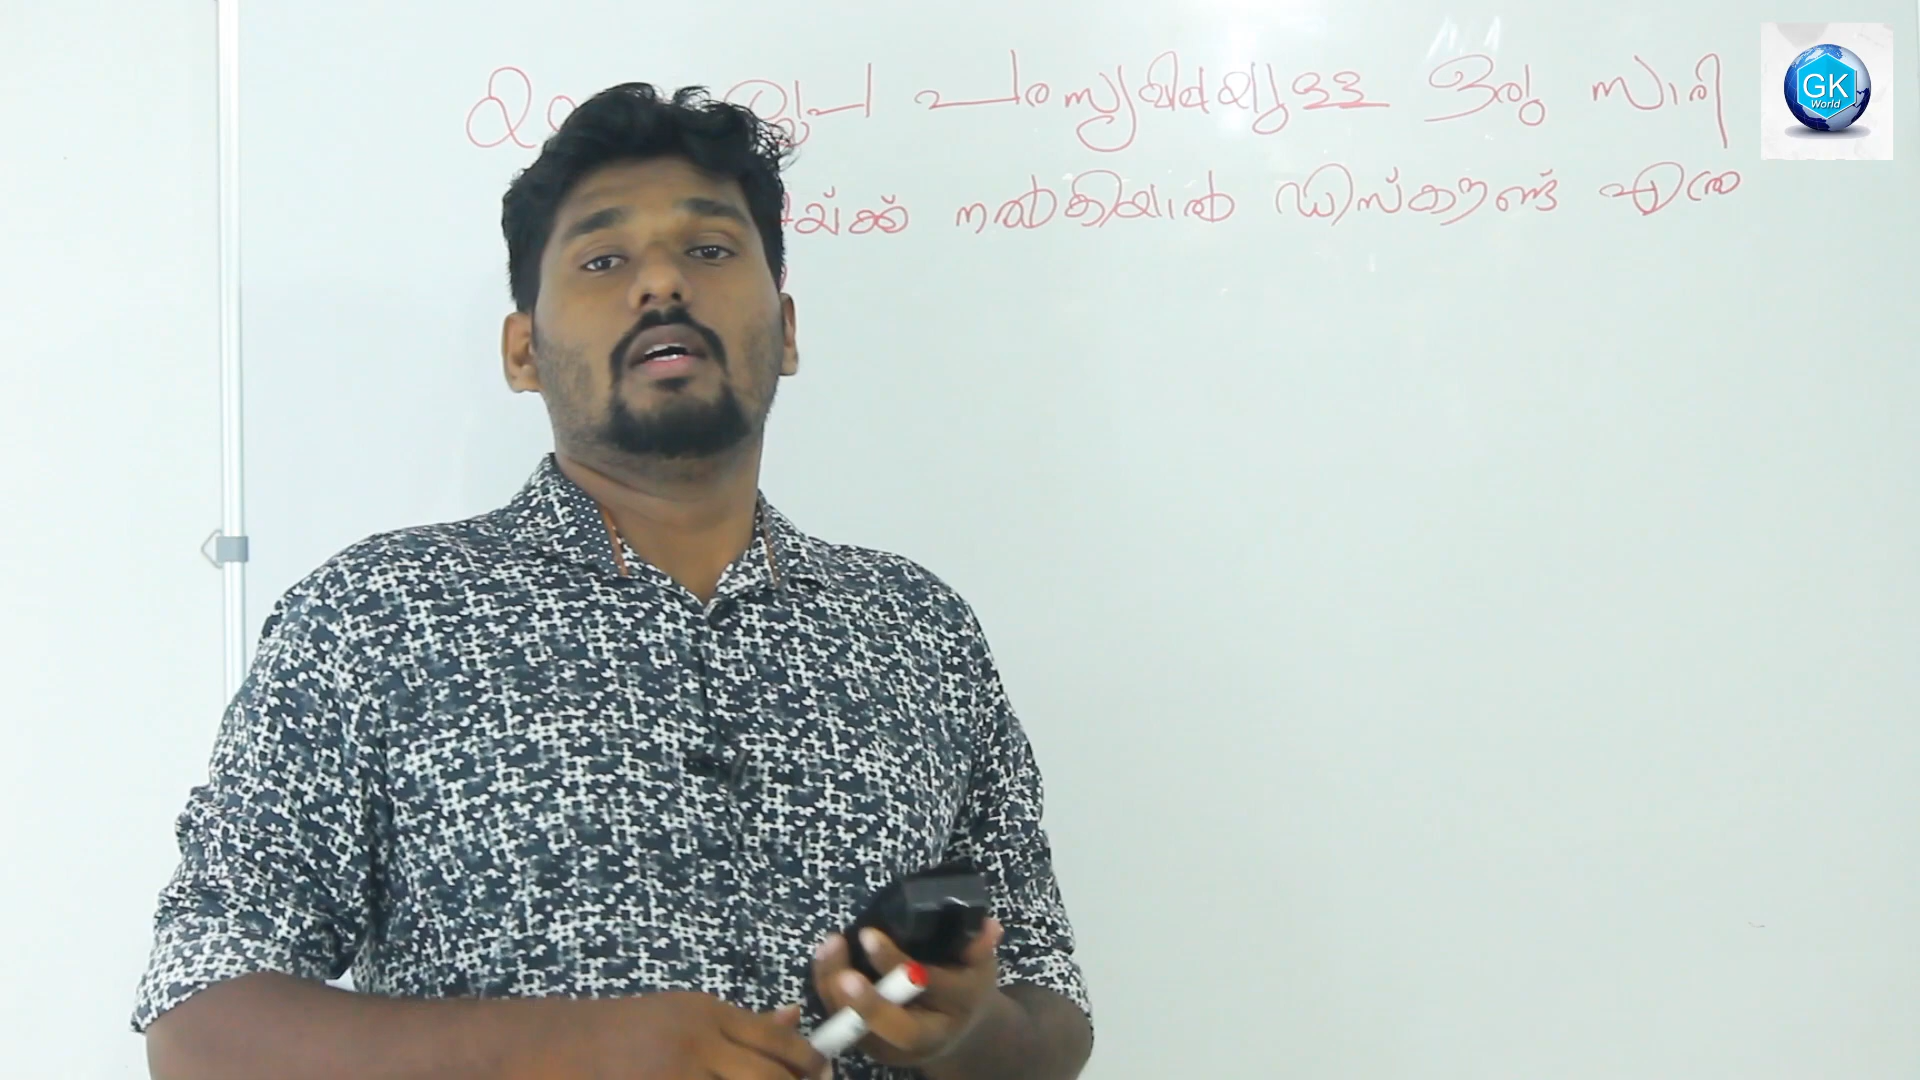 രൂപ പരസ്യവിലയുള്ള ഒരു സാരി
യ്ക്ക് നൽകിയാൽ ഡിസ്കൗണ്ട് എത്ര
GK
World